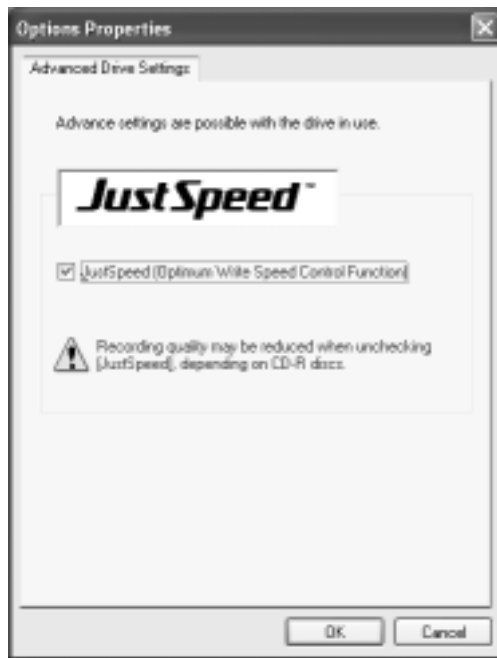 Options Properties
Advanced Drive Settings
Advance settings are possible with the drive in use.
JustSpeed™
JustSpeed (Optimum Write Speed Control Function)
Recording quality may be reduced when unchecking
[JustSpeed], depending on CD-R discs.
OK Cancel